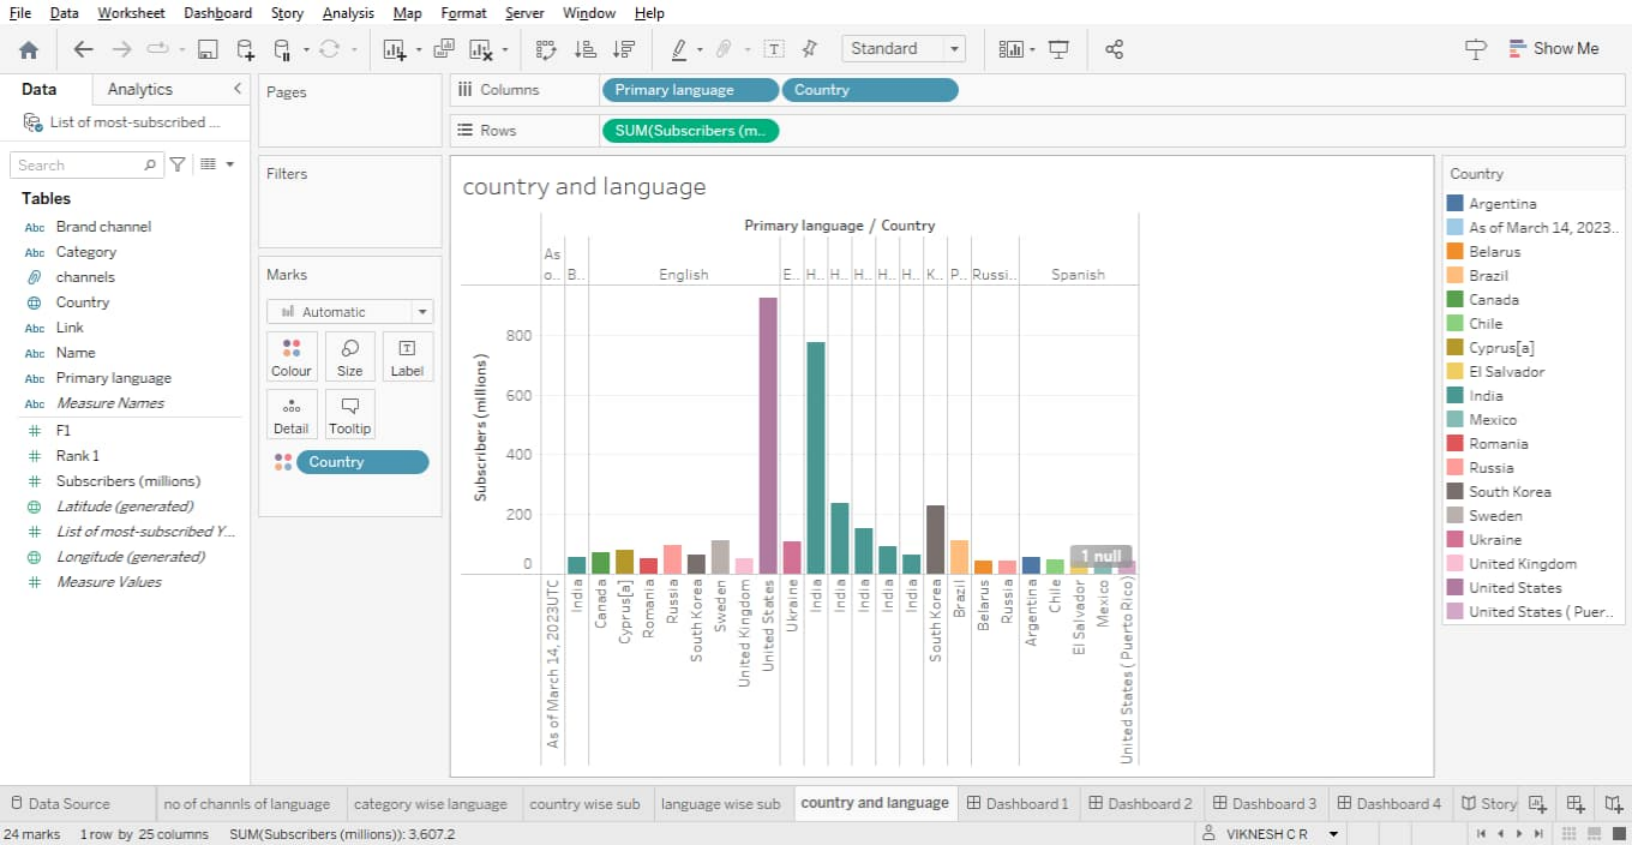 File Data Worksheet Dashboard Story Analysis Map Format Server Window Help
Standard
Show Me
Data Analytics
List of most-subscribed ...
Search
Tables
Abc Brand channel
Abc Category
channels
Country
Abc Link
Abc Name
Abc Primary language
Abc Measure Names
# F1
# Rank 1
# Subscribers (millions)
Latitude (generated)
# List of most-subscribed Y...
Longitude (generated)
# Measure Values
Pages
Filters
Marks
Automatic
Colour Size Label
Detail Tooltip
Country
Columns Primary language Country
Rows SUM(Subscribers (m..
country and language
Primary language / Country
As
o.. B.. English E.. H.. H.. H.. H.. H.. K.. P.. Russi.. Spanish
Subscribers (millions)
800
600
400
200
0
1 null
As of March 14, 2023UTC
India
Canada
Cyprus[a]
Romania
Russia
South Korea
Sweden
United Kingdom
United States
Ukraine
India
India
India
India
India
South Korea
Brazil
Belarus
Russia
Argentina
Chile
El Salvador
Mexico
United States ( Puerto Rico)
Country
Argentina
As of March 14, 2023..
Belarus
Brazil
Canada
Chile
Cyprus[a]
El Salvador
India
Mexico
Romania
Russia
South Korea
Sweden
Ukraine
United Kingdom
United States
United States ( Puer..
Data Source no of channls of language category wise language country wise sub language wise sub country and language Dashboard 1 Dashboard 2 Dashboard 3 Dashboard 4 Story
24 marks 1 row by 25 columns SUM(Subscribers (millions)): 3,607.2 VIKNESH C R